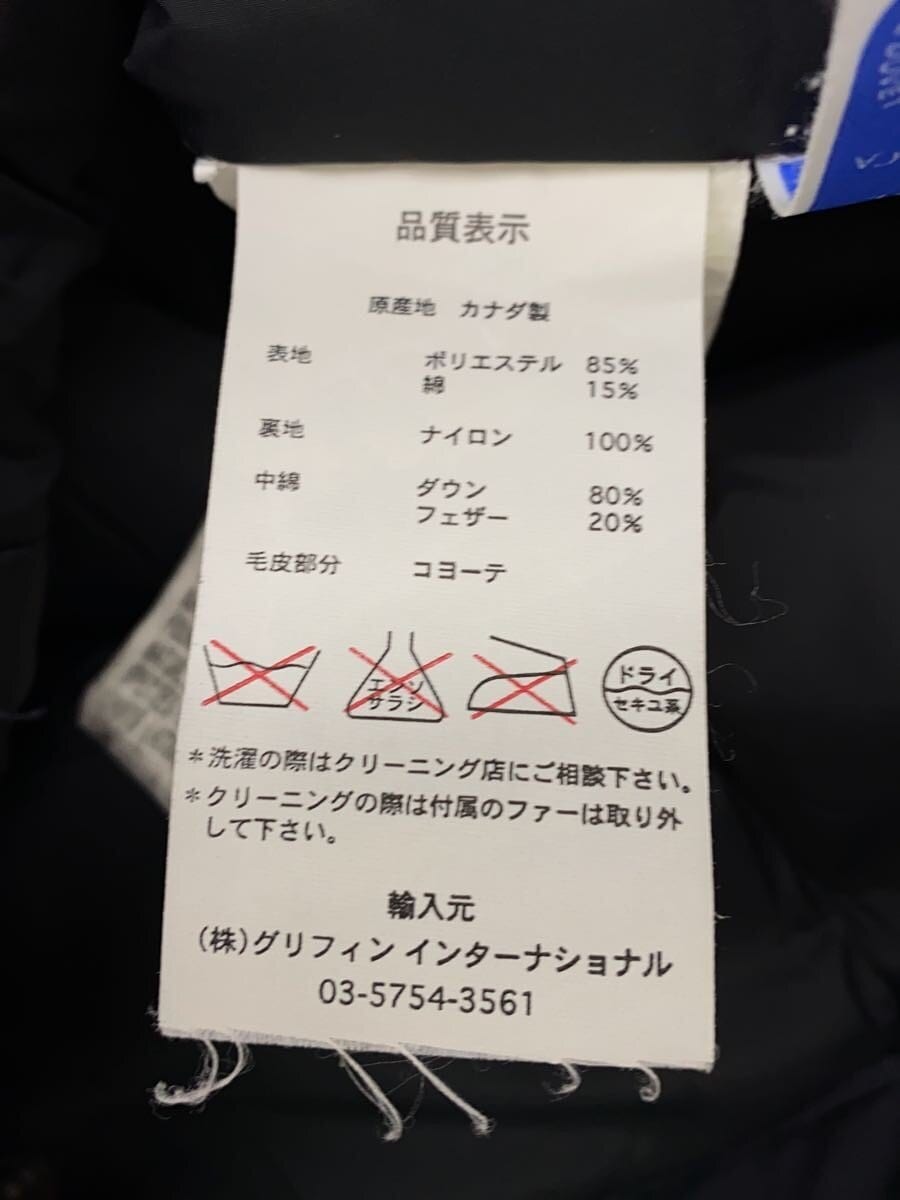 品質表示
原産地 カナダ製
表地 ポリエステル 85%
綿 15%
裏地 ナイロン 100%
中綿 ダウン 80%
フェザー 20%
毛皮部分 コヨーテ
エンソ
サラシ
ドライ
セキユ系
*洗濯の際はクリーニング店にご相談下さい。
*クリーニングの際は付属のファーは取り外
して下さい。
輸入元
(株)グリフィン インターナショナル
03-5754-3561